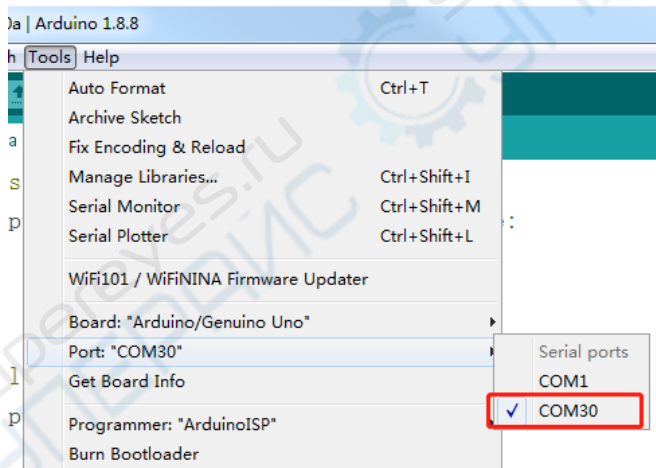 0a | Arduino 1.8.8
h Tools Help
Auto Format Ctrl+T
Archive Sketch
a Fix Encoding & Reload
s Manage Libraries... Ctrl+Shift+I
Serial Monitor Ctrl+Shift+M
p Serial Plotter Ctrl+Shift+L :
WiFi101 / WiFiNINA Firmware Updater
Board: "Arduino/Genuino Uno"
Port: "COM30" Serial ports
l Get Board Info COM1
✓ COM30
p Programmer: "ArduinoISP"
Burn Bootloader